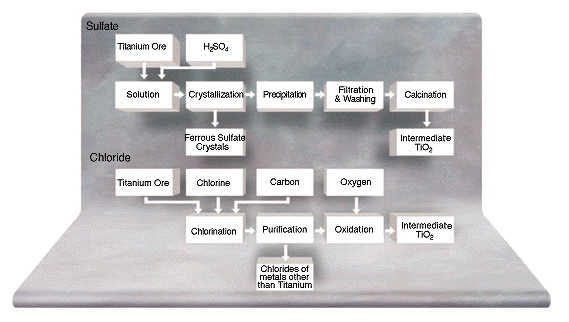 Sulfate
Titanium Ore
H₂SO₄
Solution
Crystallization
Precipitation
Filtration
& Washing
Calcination
Ferrous Sulfate
Crystals
Intermediate
TiO₂
Chloride
Titanium Ore
Chlorine
Carbon
Oxygen
Chlorination
Purification
Oxidation
Intermediate
TiO₂
Chlorides of
metals other
than Titanium